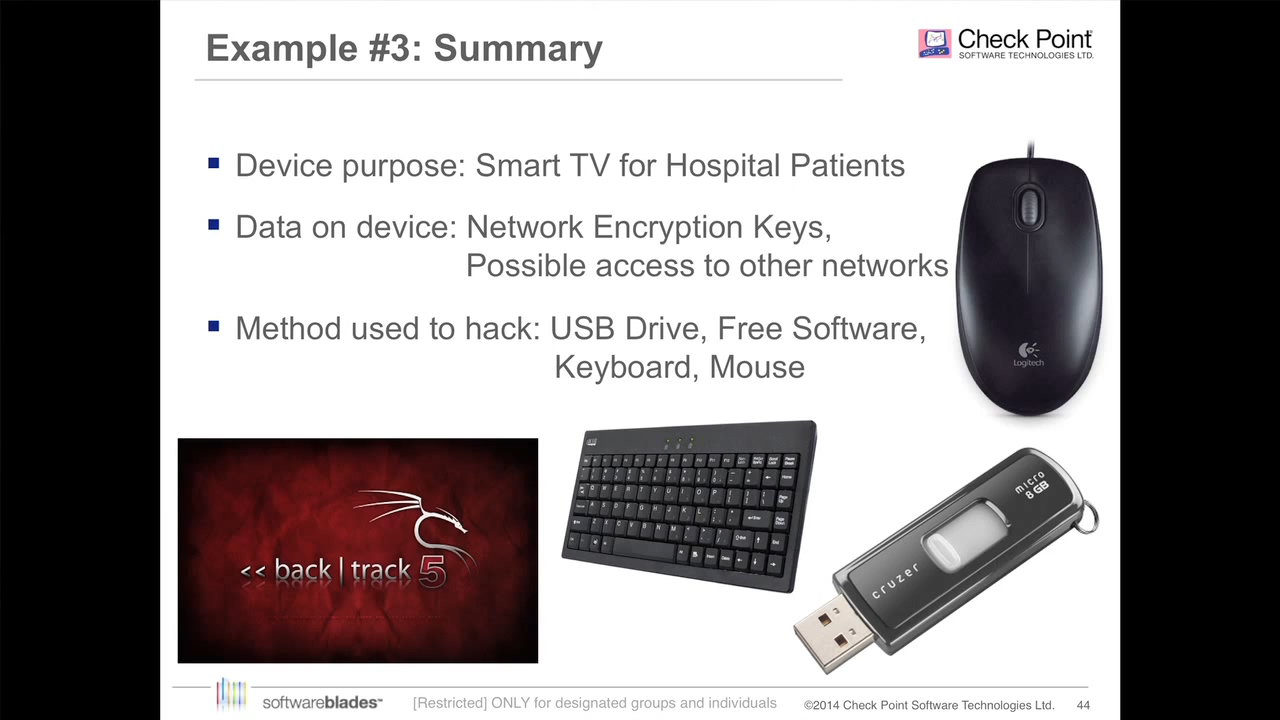 Example #3: Summary
Check Point
SOFTWARE TECHNOLOGIES LTD.
Device purpose: Smart TV for Hospital Patients
Data on device: Network Encryption Keys,
Possible access to other networks
Method used to hack: USB Drive, Free Software,
Keyboard, Mouse
Logitech
<< back | track 5
micro
8 GB
cruzer
softwareblades™
[Restricted] ONLY for designated groups and individuals
©2014 Check Point Software Technologies Ltd.
44